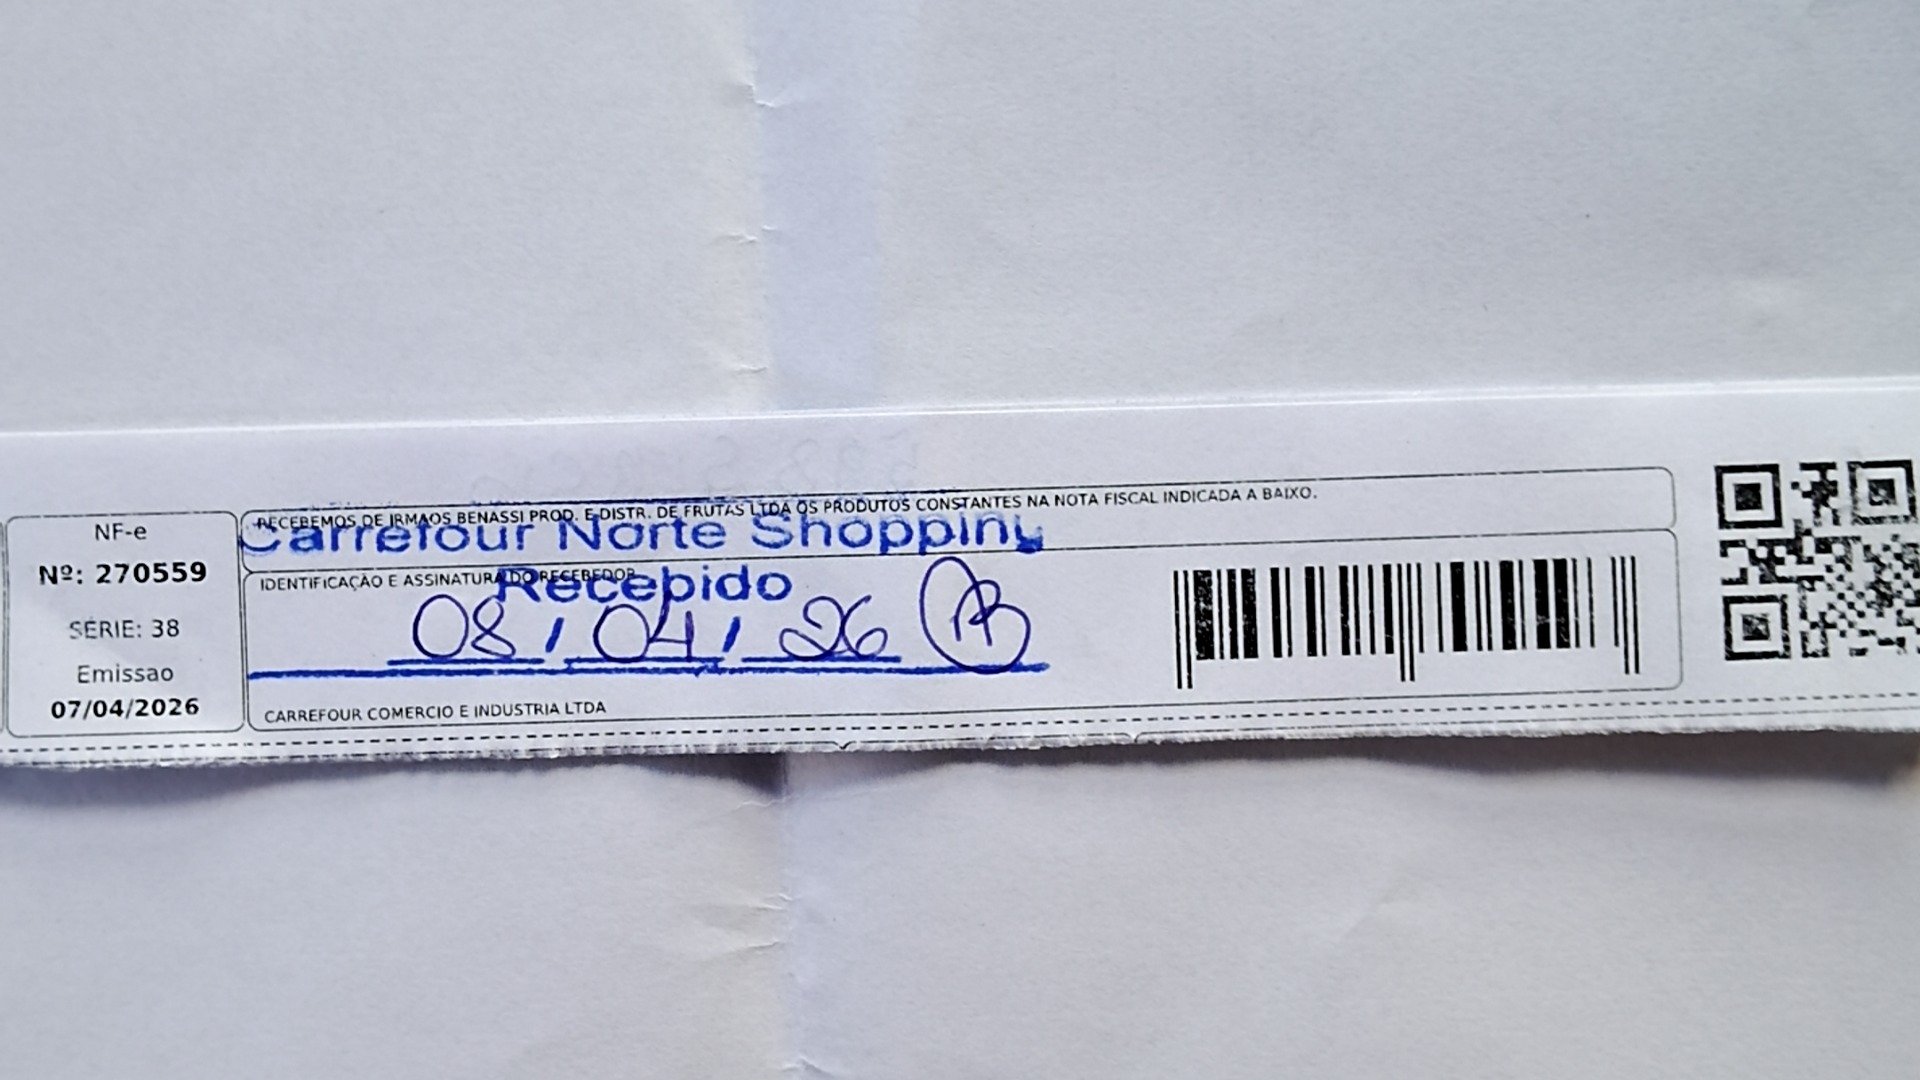 RECEBEMOS DE IRMAOS BENASSI PROD. E DISTR. DE FRUTAS LTDA OS PRODUTOS CONSTANTES NA NOTA FISCAL INDICADA A BAIXO.
NF-e
Nº: 270559
SERIE: 38
Emissao
07/04/2026
Carrefour Norte Shopping
IDENTIFICAÇÃO E ASSINATURA DO RECEBEDOR
Recebido
08/04/26
CARREFOUR COMERCIO E INDUSTRIA LTDA